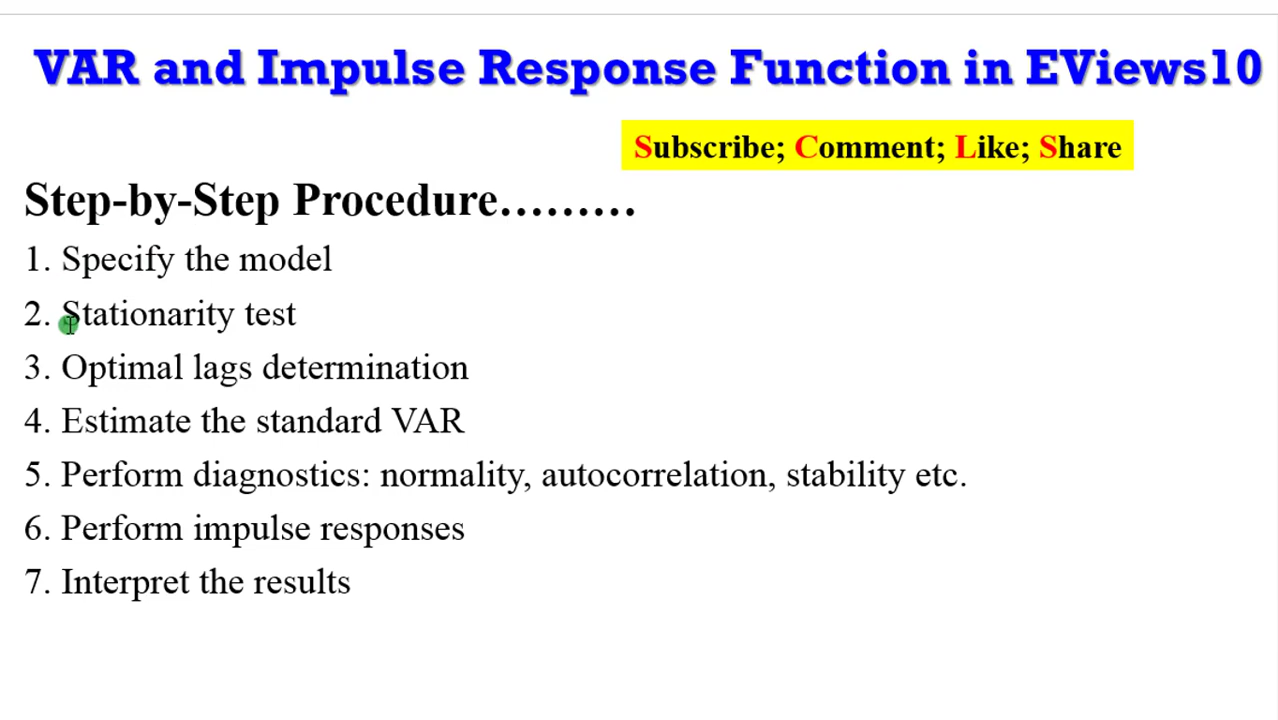 VAR and Impulse Response Function in EViews10
Subscribe; Comment; Like; Share
Step-by-Step Procedure.........
1. Specify the model
2. Stationarity test
3. Optimal lags determination
4. Estimate the standard VAR
5. Perform diagnostics: normality, autocorrelation, stability etc.
6. Perform impulse responses
7. Interpret the results